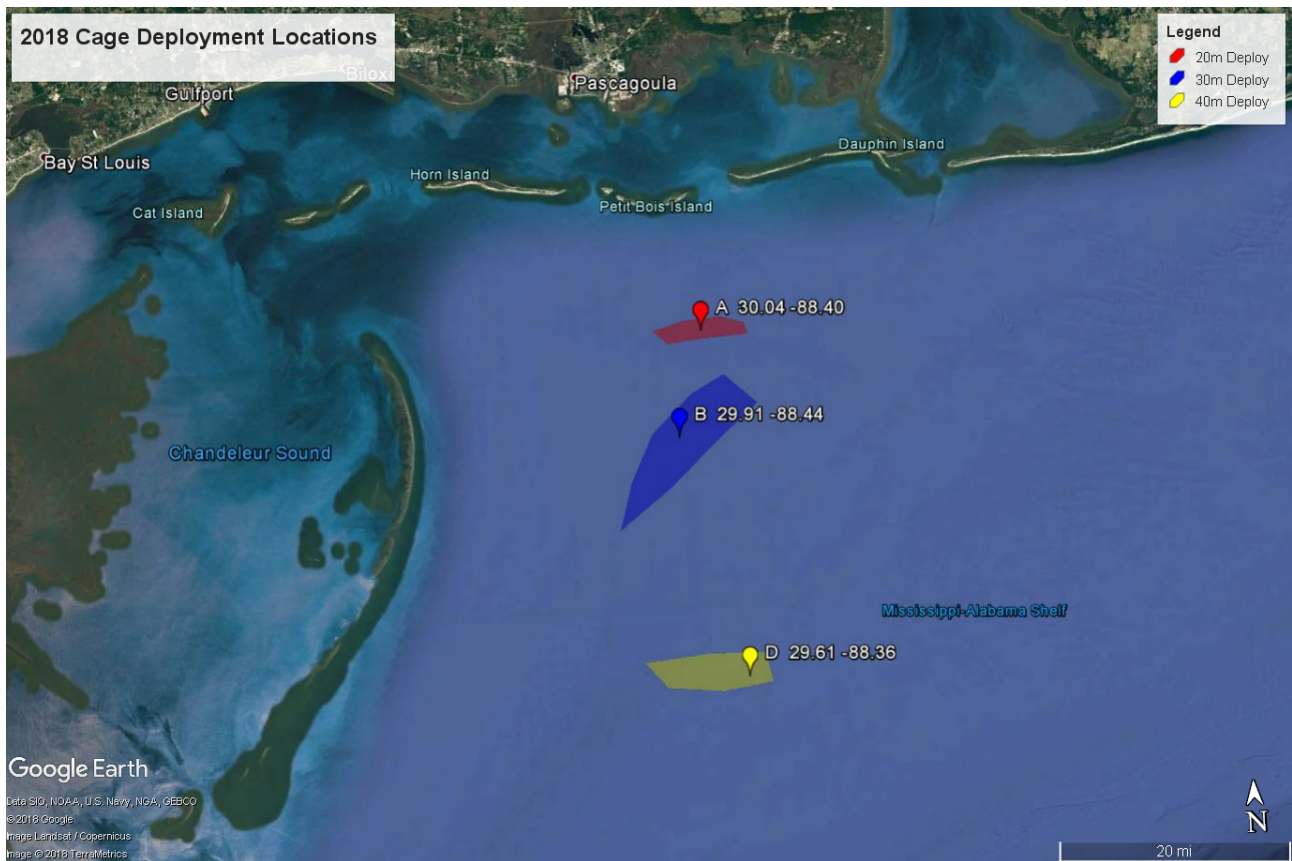 2018 Cage Deployment Locations
Legend
20m Deploy
30m Deploy
40m Deploy
Biloxi
Gulfport
Pascagoula
Bay St Louis
Dauphin Island
Horn Island
Cat Island
Petit Bois Island
A 30.04 -88.40
B 29.91 -88.44
Chandeleur Sound
Mississippi-Alabama Shelf
D 29.61 -88.36
Google Earth
Data SIO, NOAA, U.S. Navy, NGA, GEBCO
©2018 Google
Image Landsat / Copernicus
Image © 2018 TerraMetrics
N
20 mi